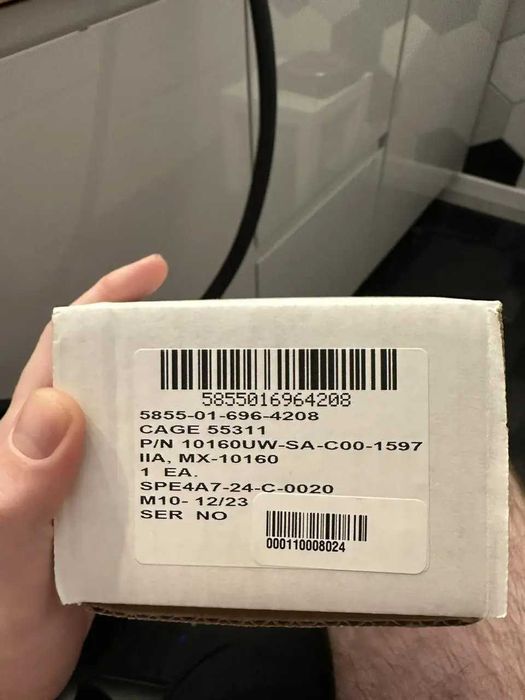 5855016964208
5855-01-696-4208
CAGE 55311
P/N 10160UW-SA-C00-1597
IIA, MX-10160
1 EA.
SPE4A7-24-C-0020
M10- 12/23
SER NO
000110008024